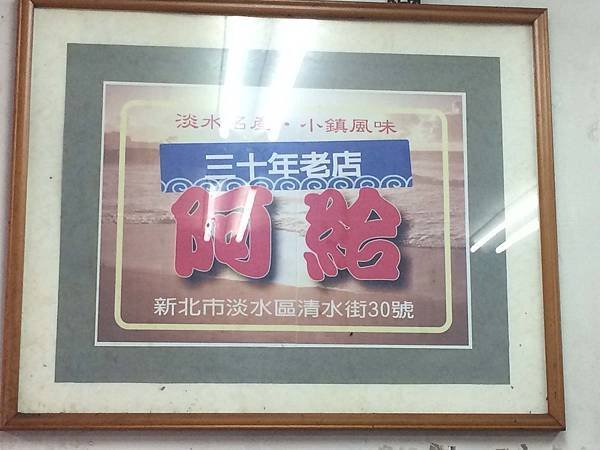 淡水名產・小鎮風味
三十年老店
阿給
新北市淡水區清水街30號